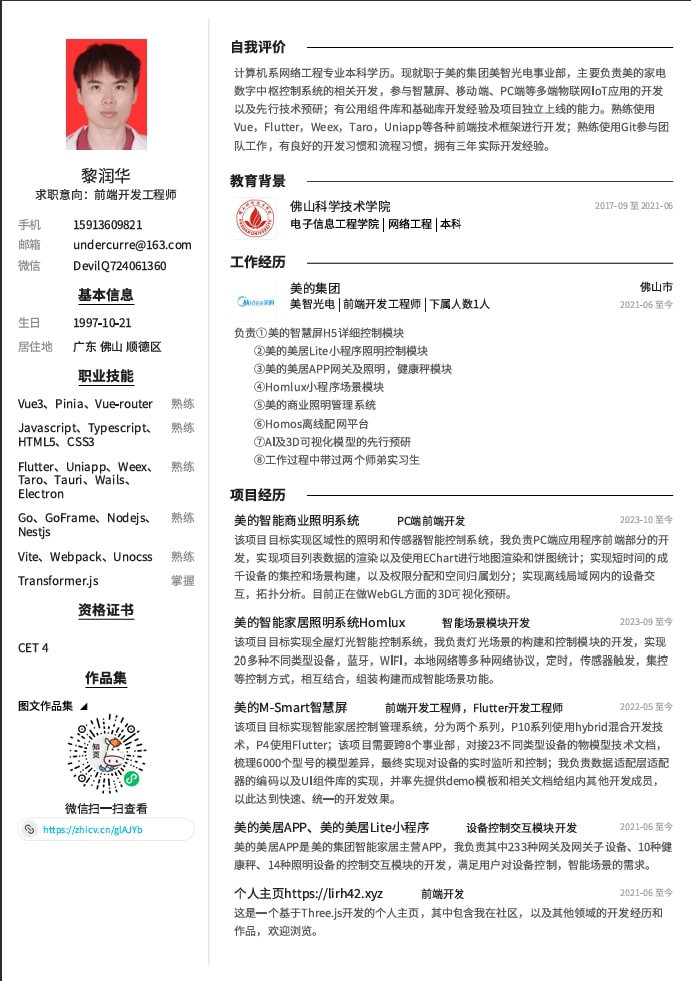 黎润华
求职意向：前端开发工程师
手机 15913609821
邮箱 undercurre@163.com
微信 DevilQ724061360
基本信息
生日 1997-10-21
居住地 广东 佛山 顺德区
职业技能
Vue3、Pinia、Vue-router 熟练
Javascript、Typescript、 熟练
HTML5、CSS3
Flutter、Uniapp、Weex、 熟练
Taro、Tauri、Wails、
Electron
Go、GoFrame、Nodejs、 熟练
Nestjs
Vite、Webpack、Unocss 熟练
Transformer.js 掌握
资格证书
CET 4
作品集
图文作品集
知页
微信扫一扫查看
https://zhicv.cn/glAJYb
自我评价
计算机系网络工程专业本科学历。现就职于美的集团美智光电事业部，主要负责美的家电
数字中枢控制系统的相关开发，参与智慧屏、移动端、PC端等多端物联网IoT应用的开发
以及先行技术预研；有公用组件库和基础库开发经验及项目独立上线的能力。熟练使用
Vue，Flutter，Weex，Taro，Uniapp等各种前端技术框架进行开发；熟练使用Git参与团
队工作，有良好的开发习惯和流程习惯，拥有三年实际开发经验。
教育背景
佛山科学技术学院 2017-09 至 2021-06
电子信息工程学院 | 网络工程 | 本科
工作经历
Midea美的
美的集团 佛山市
美智光电 | 前端开发工程师 | 下属人数1人 2021-06 至今
负责①美的智慧屏H5详细控制模块
②美的美居Lite小程序照明控制模块
③美的美居APP网关及照明，健康秤模块
④Homlux小程序场景模块
⑤美的商业照明管理系统
⑥Homos离线配网平台
⑦AI及3D可视化模型的先行预研
⑧工作过程中带过两个师弟实习生
项目经历
美的智能商业照明系统 PC端前端开发 2023-10 至今
该项目目标实现区域性的照明和传感器智能控制系统，我负责PC端应用程序前端部分的开
发，实现项目列表数据的渲染以及使用EChart进行地图渲染和饼图统计；实现短时间的成
千设备的集控和场景构建，以及权限分配和空间归属划分；实现离线局域网内的设备交
互，拓扑分析。目前正在做WebGL方面的3D可视化预研。
美的智能家居照明系统Homlux 智能场景模块开发 2023-09 至今
该项目目标实现全屋灯光智能控制系统，我负责灯光场景的构建和控制模块的开发，实现
20多种不同类型设备，蓝牙，WIFI，本地网络等多种网络协议，定时，传感器触发，集控
等控制方式，相互结合，组装构建而成智能场景功能。
美的M-Smart智慧屏 前端开发工程师，Flutter开发工程师 2022-05 至今
该项目目标实现智能家居控制管理系统，分为两个系列，P10系列使用hybrid混合开发技
术，P4使用Flutter；该项目需要跨8个事业部，对接23不同类型设备的物模型技术文档，
梳理6000个型号的模型差异，最终实现对设备的实时监听和控制；我负责数据适配层适配
器的编码以及UI组件库的实现，并率先提供demo模板和相关文档给组内其他开发成员，
以此达到快速、统一的开发效果。
美的美居APP、美的美居Lite小程序 设备控制交互模块开发 2021-06 至今
美的美居APP是美的集团智能家居主营APP，我负责其中233种网关及网关子设备、10种健
康秤、14种照明设备的控制交互模块的开发，满足用户对设备控制，智能场景的需求。
个人主页https://lirh42.xyz 前端开发 2021-06 至今
这是一个基于Three.js开发的个人主页，其中包含我在社区，以及其他领域的开发经历和
作品，欢迎浏览。